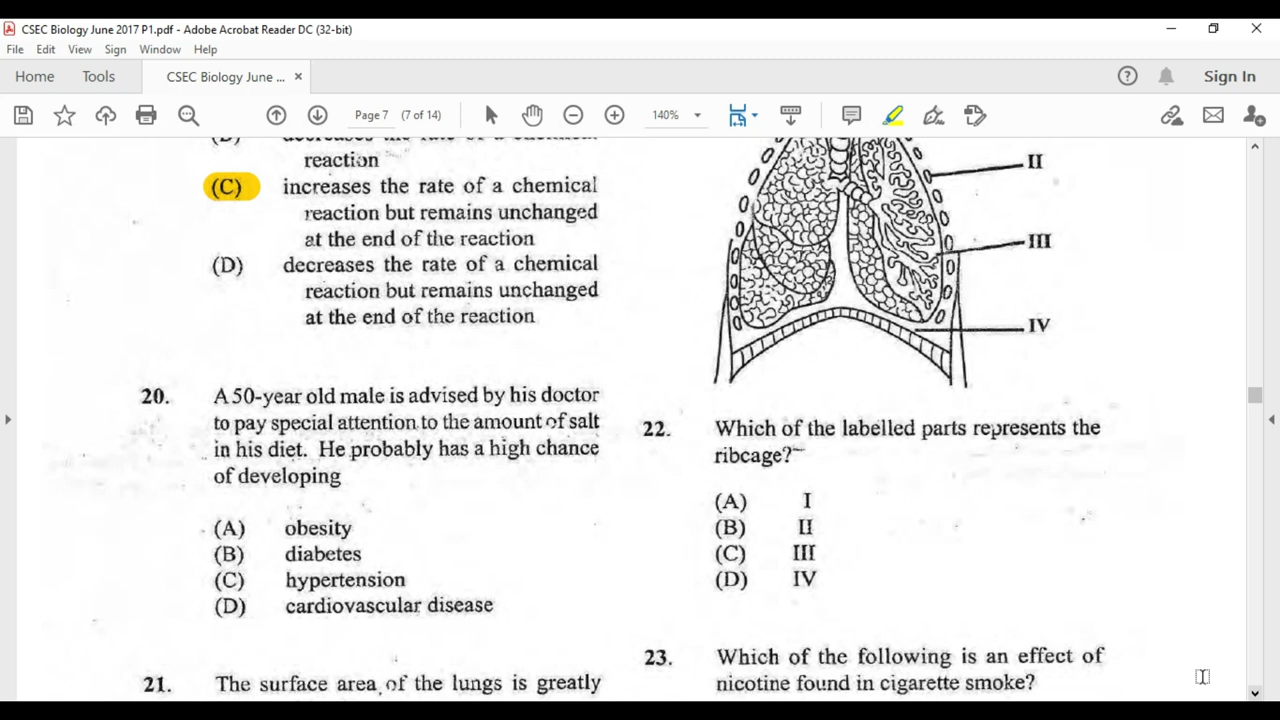 CSEC Biology June 2017 P1.pdf - Adobe Acrobat Reader DC (32-bit)
File Edit View Sign Window Help
Home Tools CSEC Biology June ... × Sign In
Page 7 (7 of 14) 140%
reaction
(C) increases the rate of a chemical
reaction but remains unchanged
at the end of the reaction
(D) decreases the rate of a chemical
reaction but remains unchanged
at the end of the reaction
20. A 50-year old male is advised by his doctor
to pay special attention to the amount of salt
in his diet. He probably has a high chance
of developing
(A) obesity
(B) diabetes
(C) hypertension
(D) cardiovascular disease
21. The surface area of the lungs is greatly
II
III
IV
22. Which of the labelled parts represents the
ribcage?
(A) I
(B) II
(C) III
(D) IV
23. Which of the following is an effect of
nicotine found in cigarette smoke?